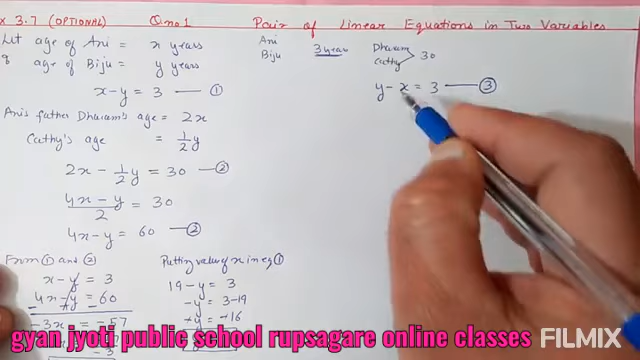 x 3.7 (OPTIONAL) Q.no 1 Pair of Linear Equations in Two Variables
Let age of Ani = x years
& age of Biju = y years
x-y = 3 — ①
Ani's father Dharam's age = 2x
Cathy's age = 1/2 y
2x - 1/2 y = 30 — ②
4x-y/2 = 30
4x-y = 60 — ②
From ① and ②
x-y = 3
4x-y = 60
-3x = -57
-3
Putting value of x in eq ①
19-y = 3
-y = 3-19
-y = -16
Ani
Biju 3 years
Dharam
Cathy 30
y-x = 3 — ③
gyan jyoti public school rupsagare online classes
FILMIX